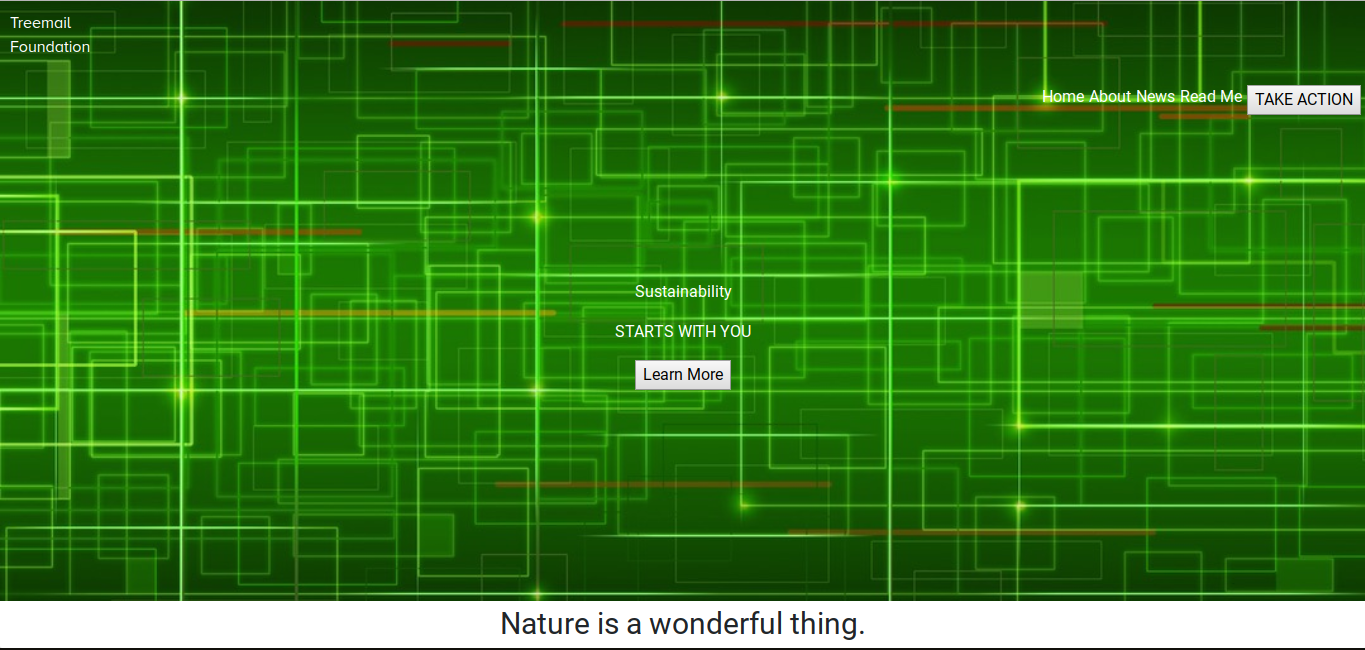 Treemail
Foundation
Home About News Read Me TAKE ACTION
Sustainability
STARTS WITH YOU
Learn More
Nature is a wonderful thing.